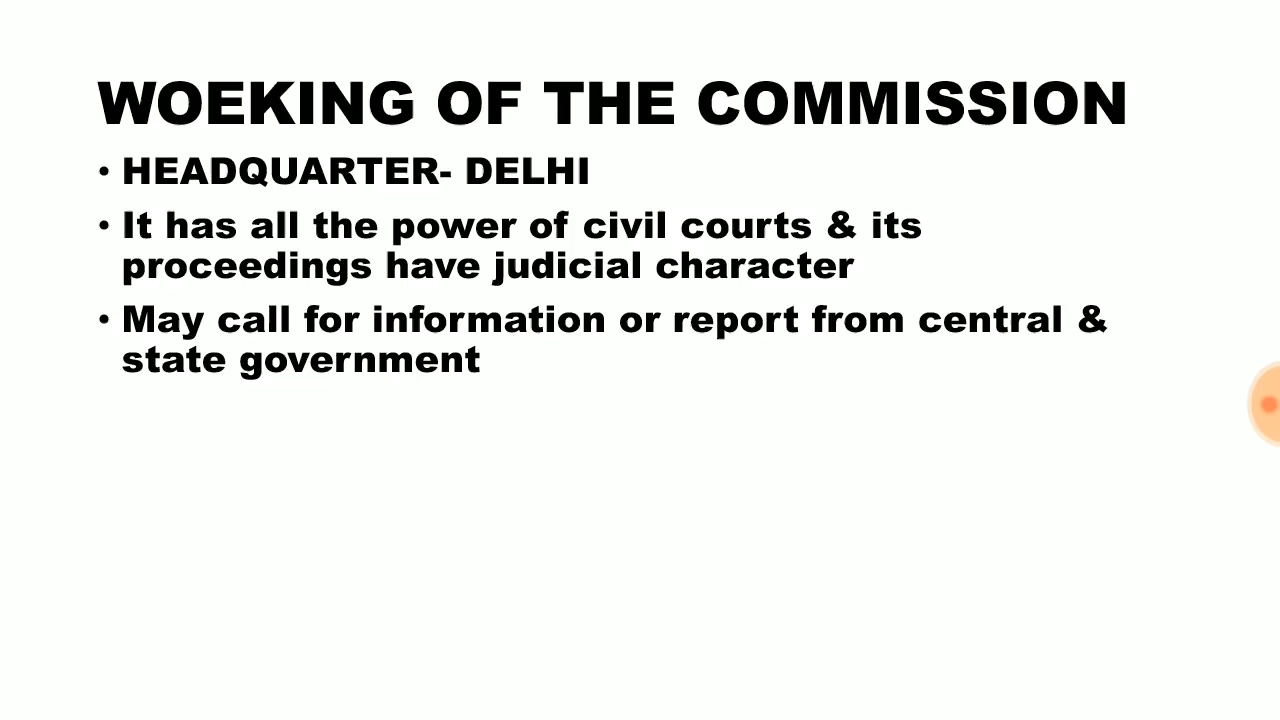 WOEKING OF THE COMMISSION
• HEADQUARTER- DELHI
• It has all the power of civil courts & its
proceedings have judicial character
• May call for information or report from central &
state government